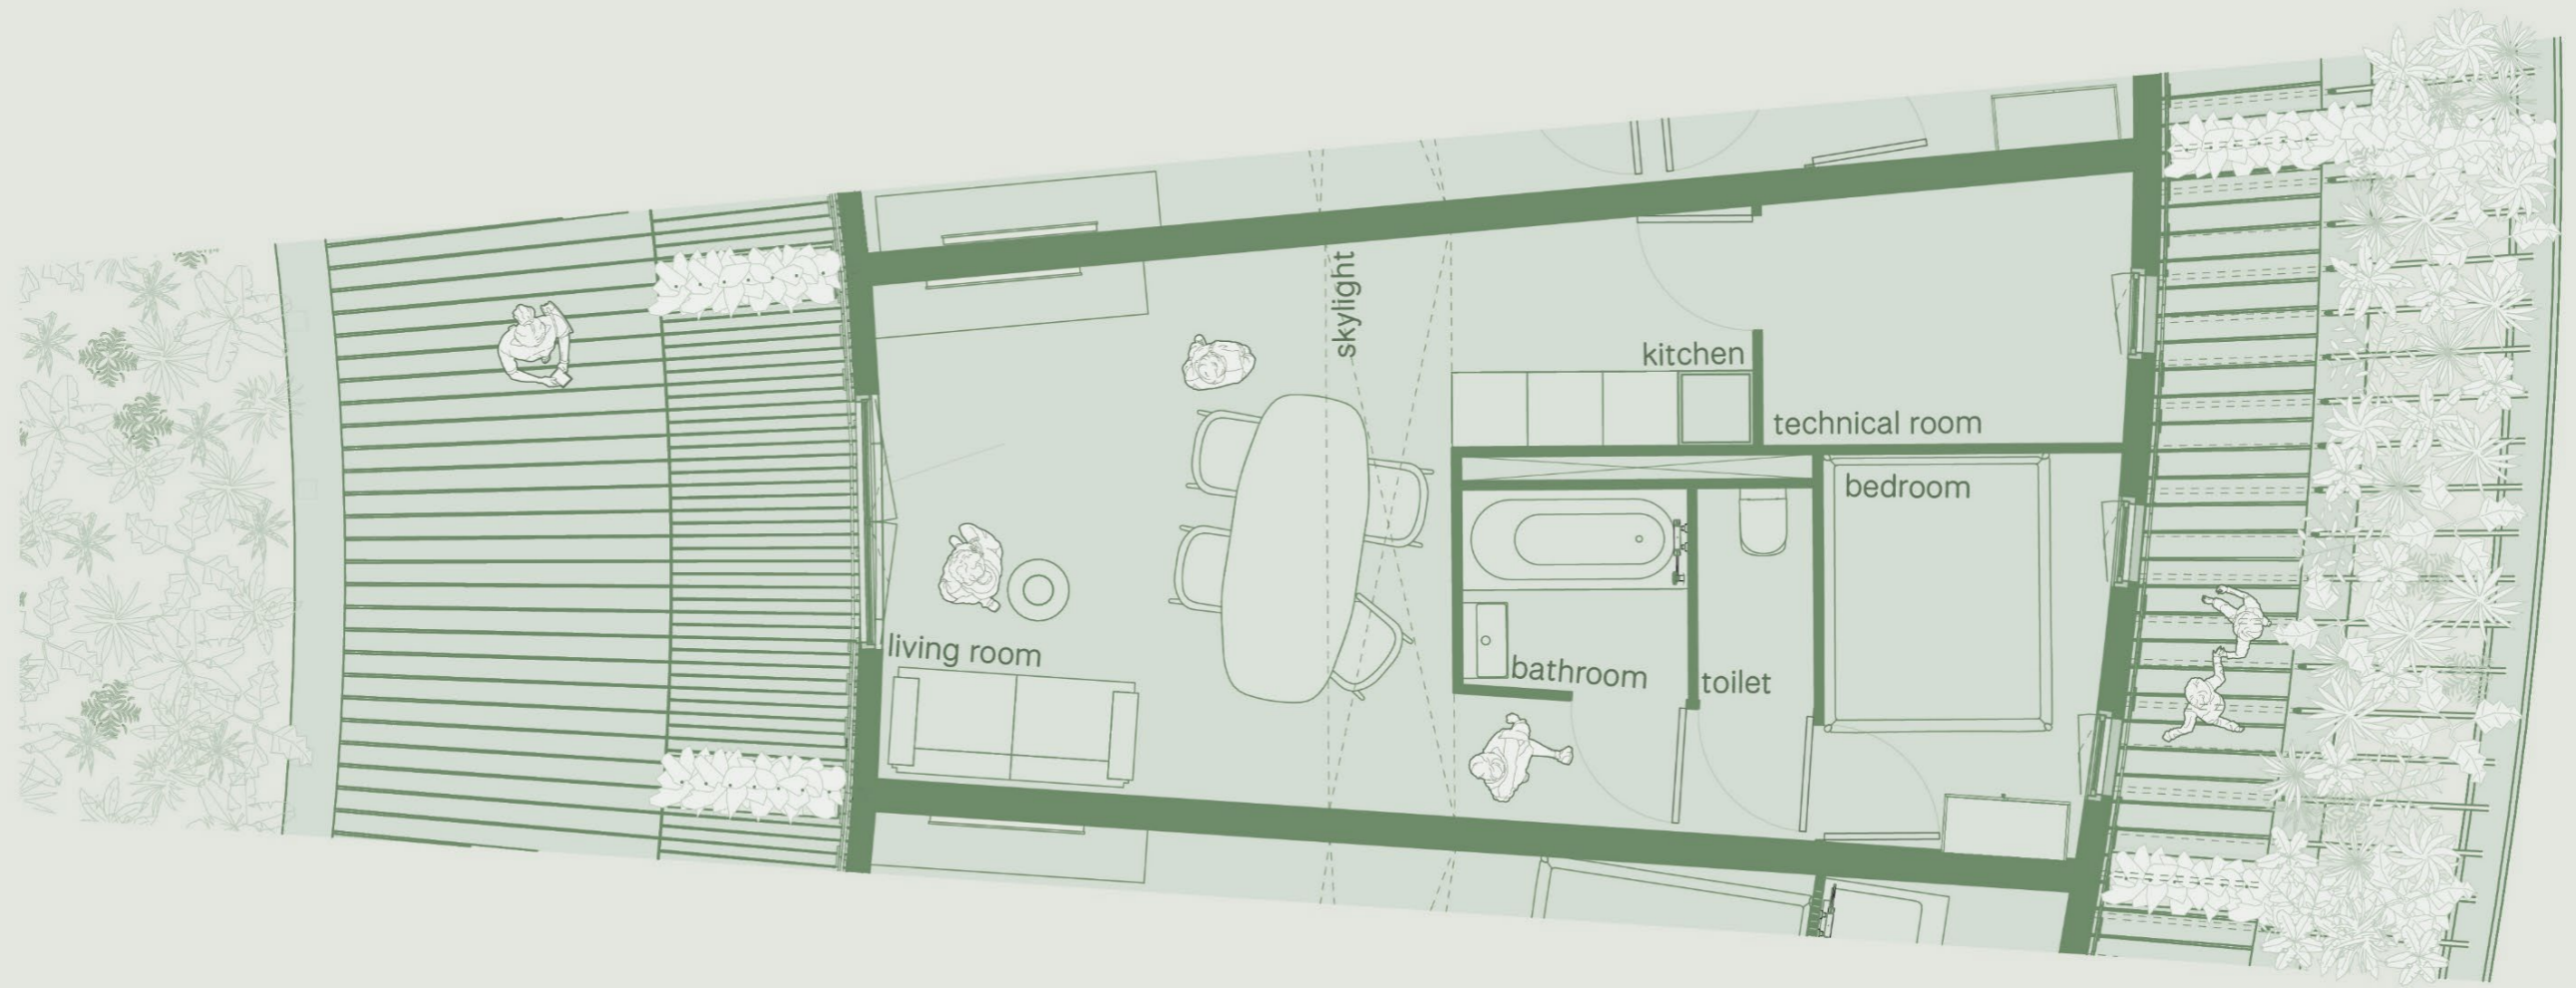 skylight
kitchen
technical room
bedroom
living room
bathroom
toilet